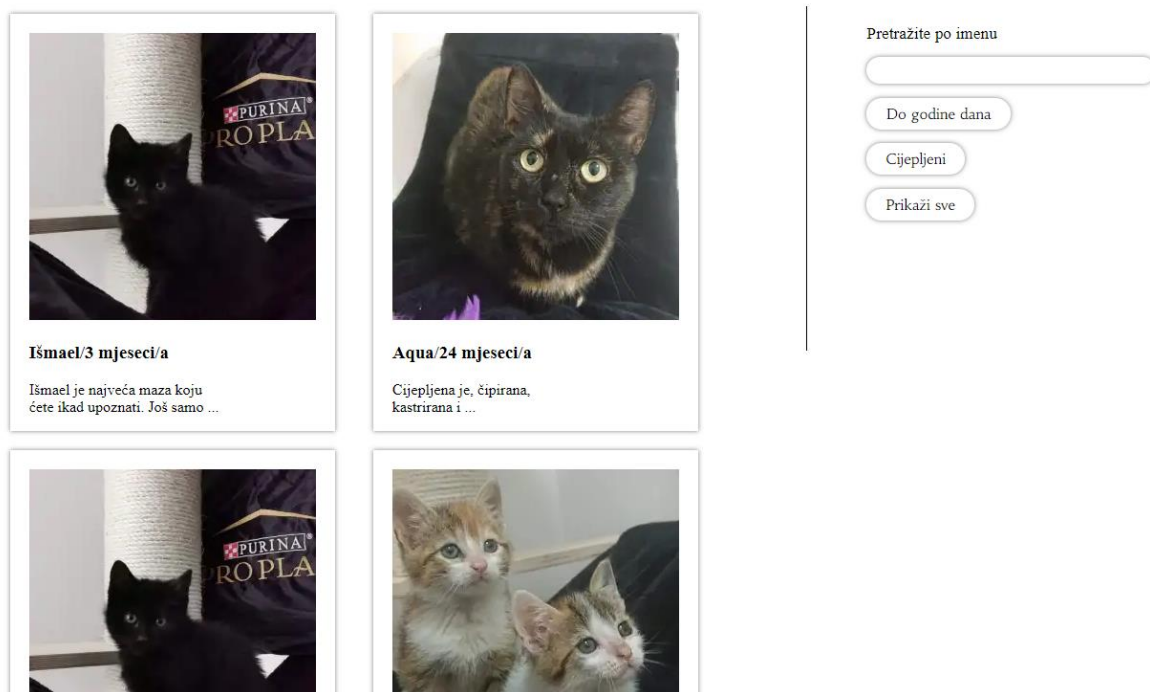 PURINA
PRO PLA
Išmael/3 mjeseci/a
Išmael je najveća maza koju
ćete ikad upoznati. Još samo ...
Aqua/24 mjeseci/a
Cijepljena je, čipirana,
kastrirana i ...
PURINA
PRO PLA
Pretražite po imenu
Do godine dana
Cijepljeni
Prikaži sve